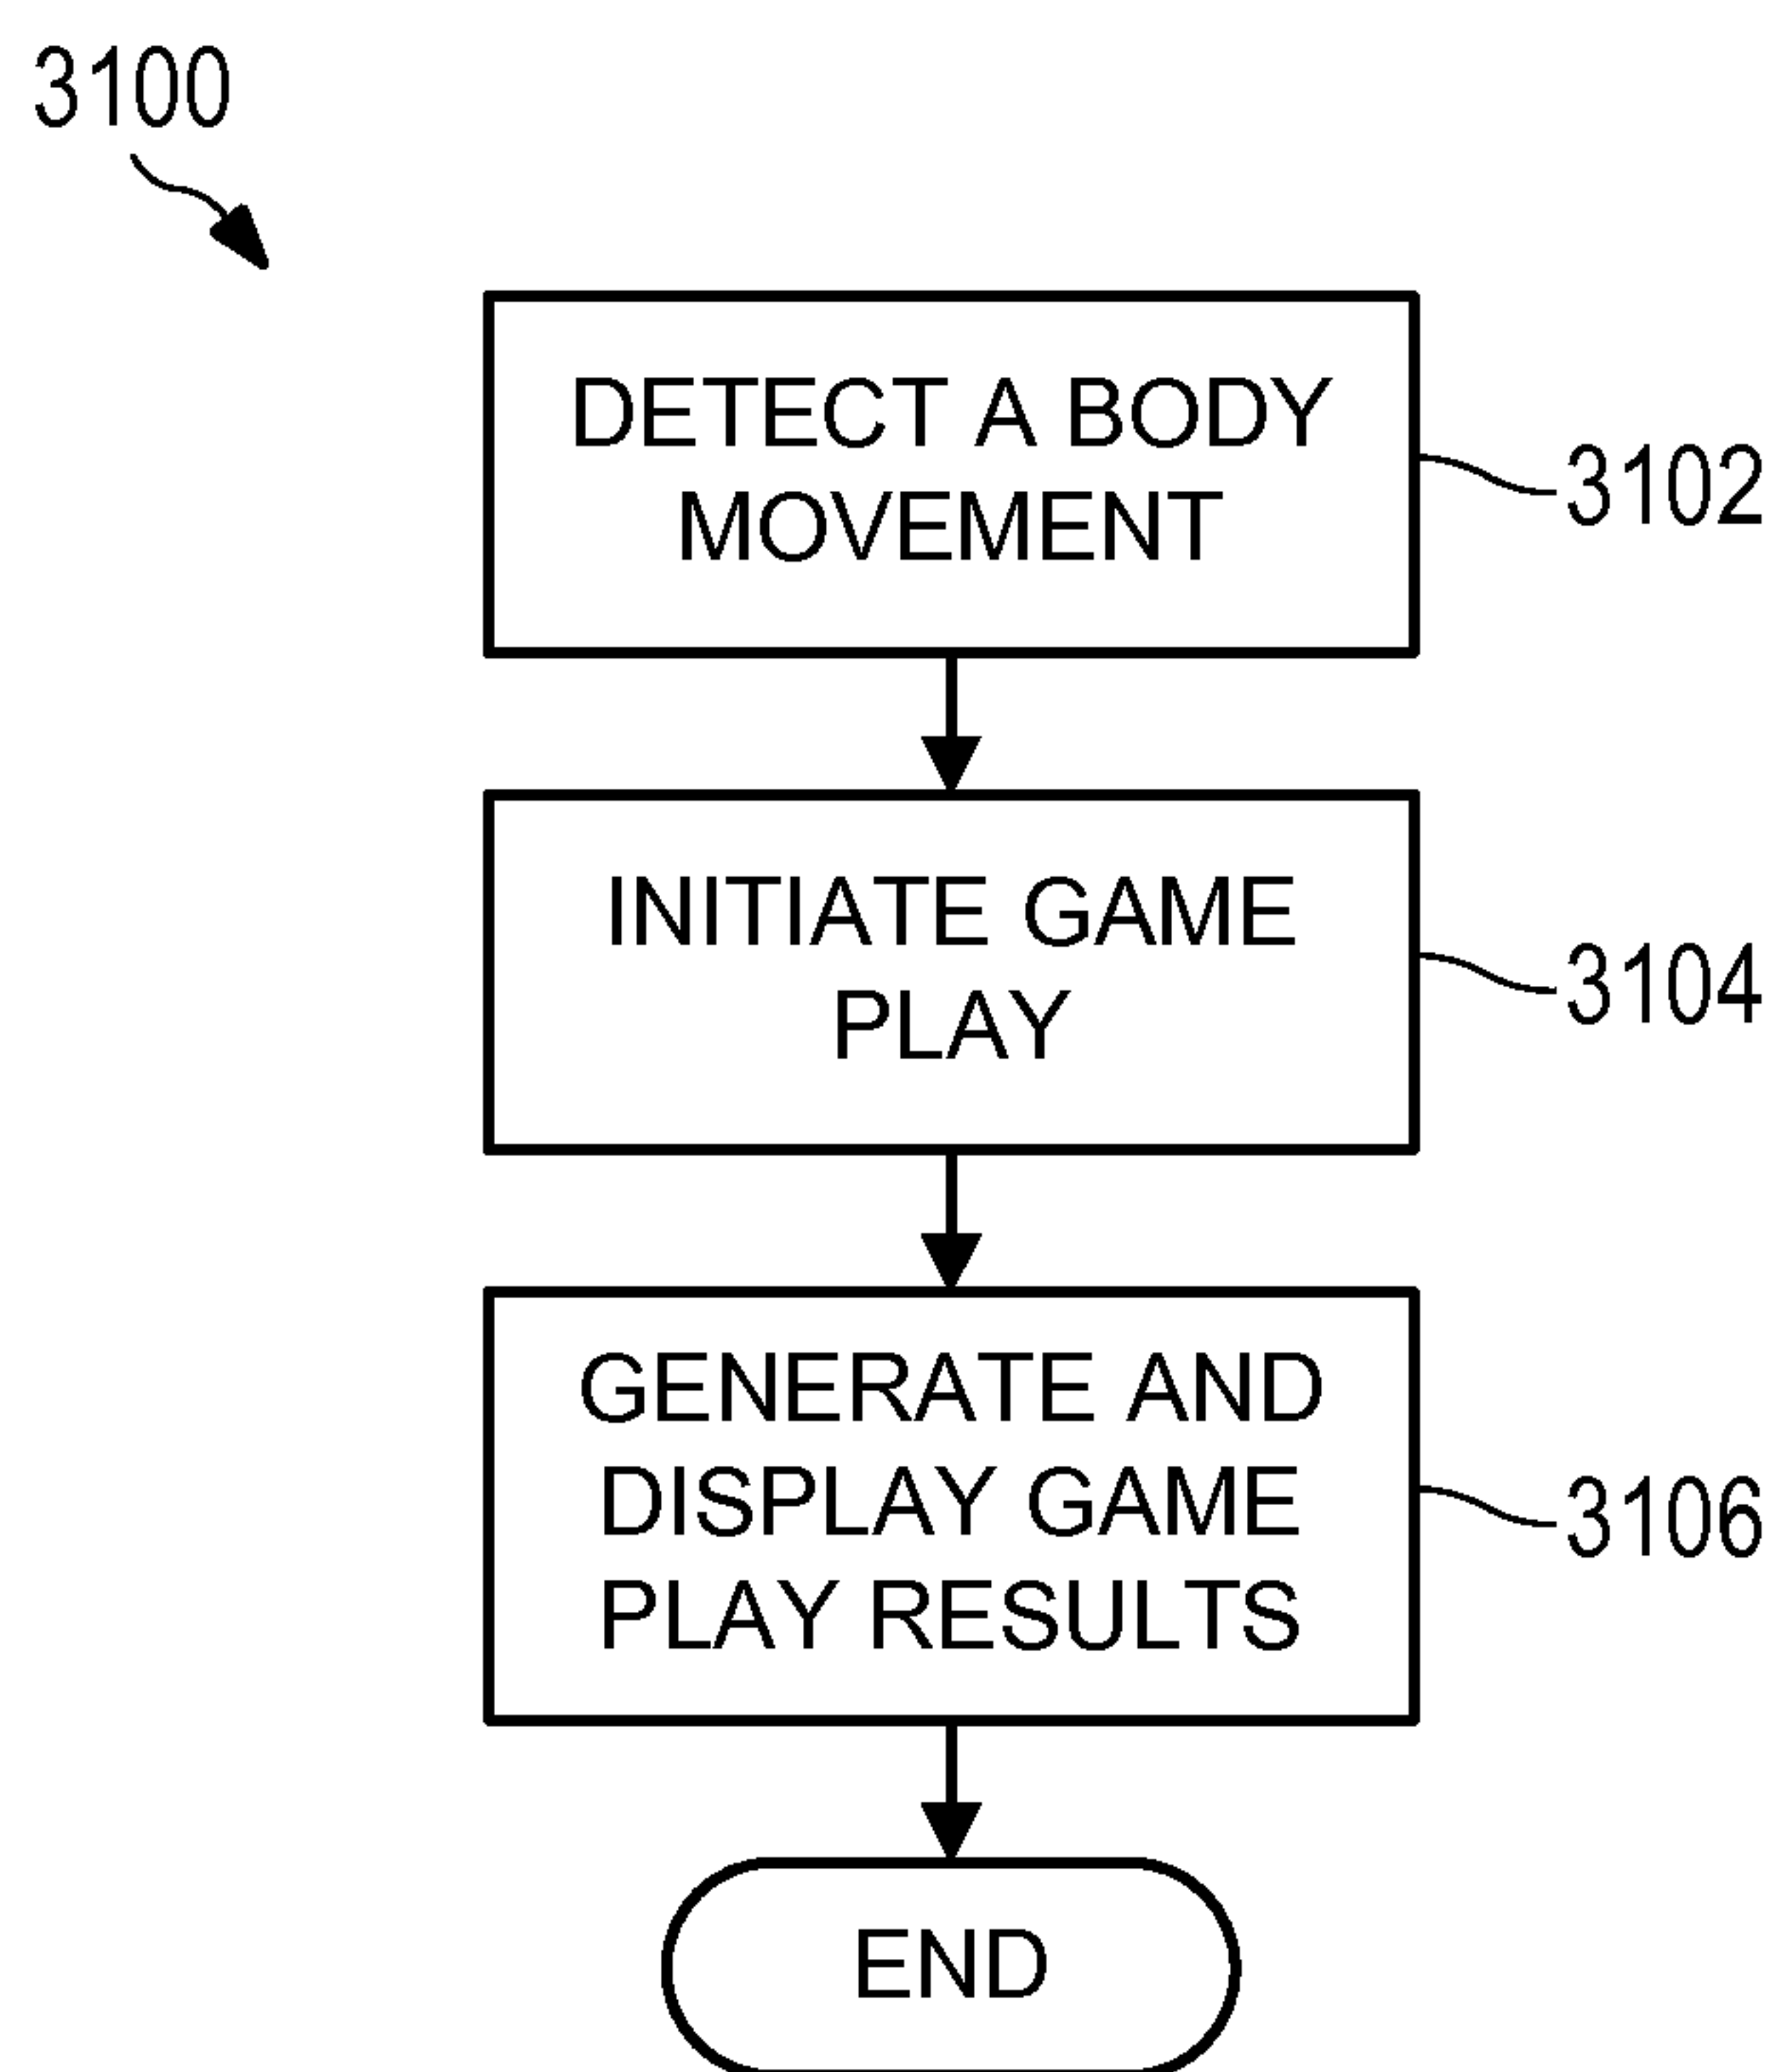 3100
DETECT A BODY
MOVEMENT
3102
INITIATE GAME
PLAY
3104
GENERATE AND
DISPLAY GAME
PLAY RESULTS
3106
END